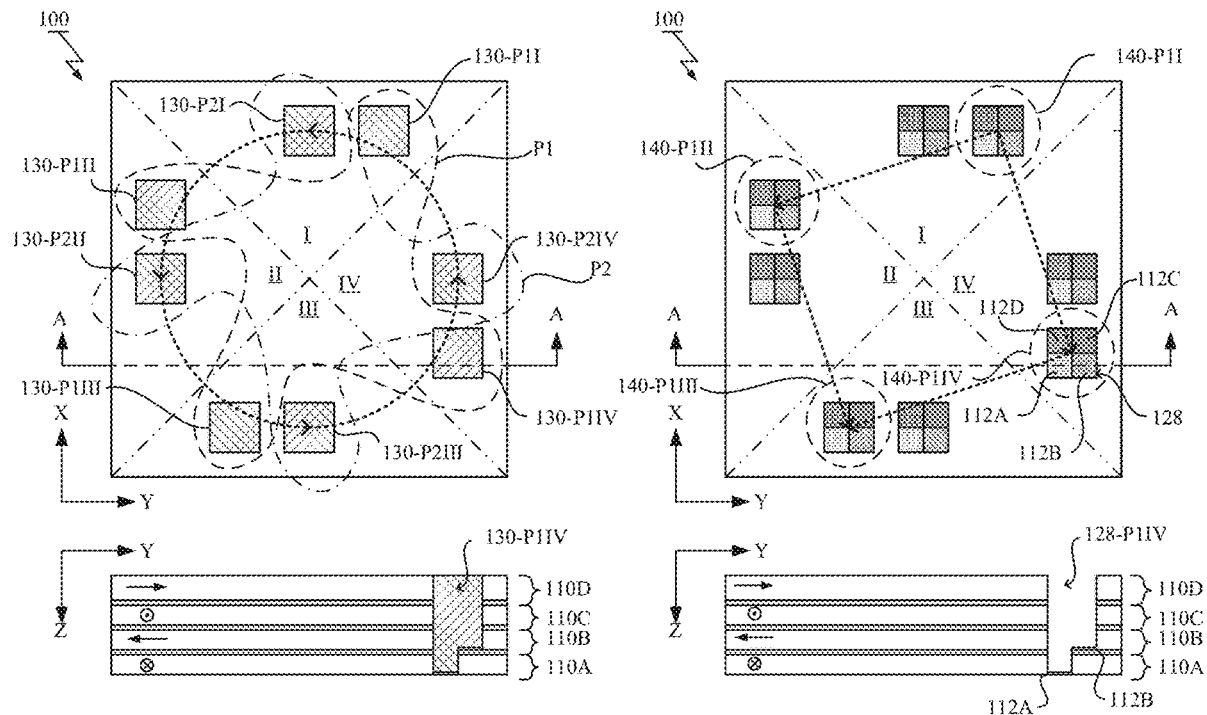 100
130-P1I
130-P2I
P1
130-P1II
130-P2II
130-P2IV
P2
I
II
IV
III
A
A
130-P1III
130-P1IV
130-P2III
X
Y
Y
Z
130-P1IV
110D
110C
110B
110A
100
140-P1I
140-P1II
I
II
IV
III
112D
112C
A
A
140-P1III
140-P1IV
112A
128
112B
X
Y
Y
Z
128-P1IV
110D
110C
110B
110A
112A
112B